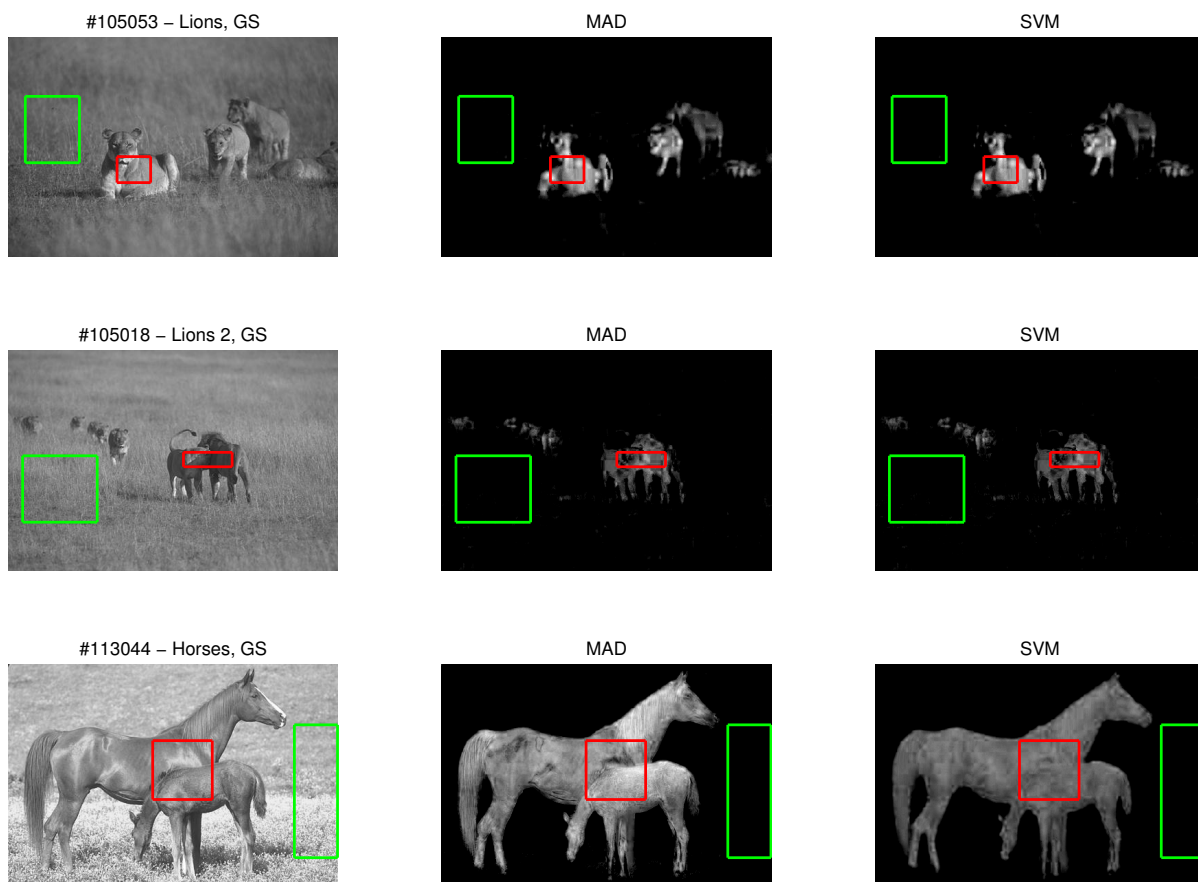 #105053 – Lions, GS
MAD
SVM
#105018 – Lions 2, GS
MAD
SVM
#113044 – Horses, GS
MAD
SVM